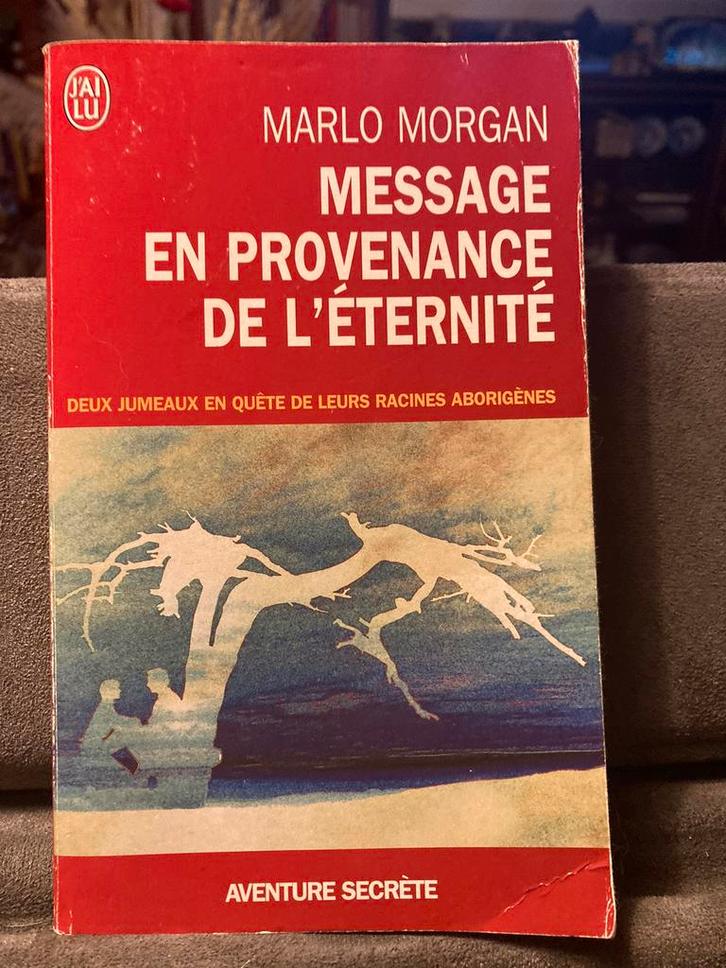 J'AI
LU
MARLO MORGAN
MESSAGE
EN PROVENANCE
DE L'ÉTERNITÉ
DEUX JUMEAUX EN QUÊTE DE LEURS RACINES ABORIGÈNES
AVENTURE SECRÈTE